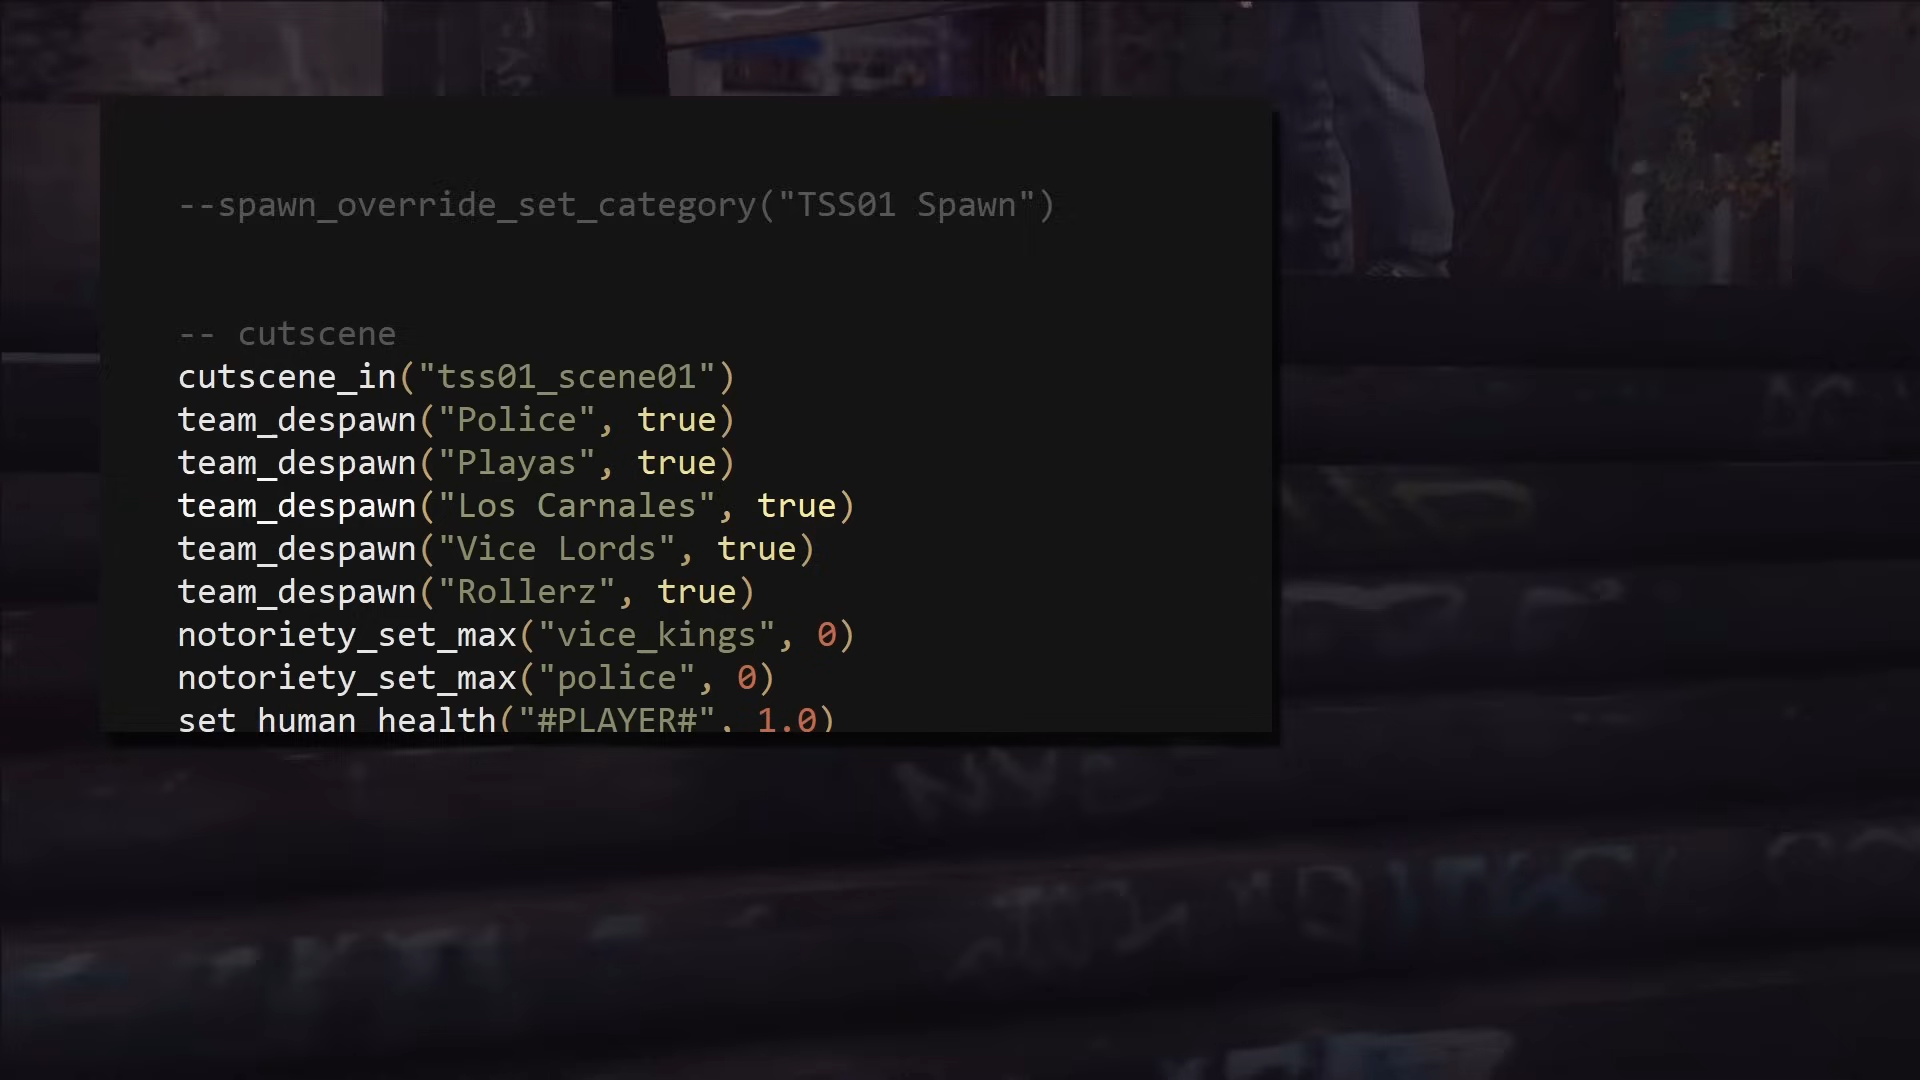 --spawn_override_set_category("TSS01 Spawn")
-- cutscene
cutscene_in("tss01_scene01")
team_despawn("Police", true)
team_despawn("Playas", true)
team_despawn("Los Carnales", true)
team_despawn("Vice Lords", true)
team_despawn("Rollerz", true)
notoriety_set_max("vice_kings", 0)
notoriety_set_max("police", 0)
set_human_health("#PLAYER#", 1.0)